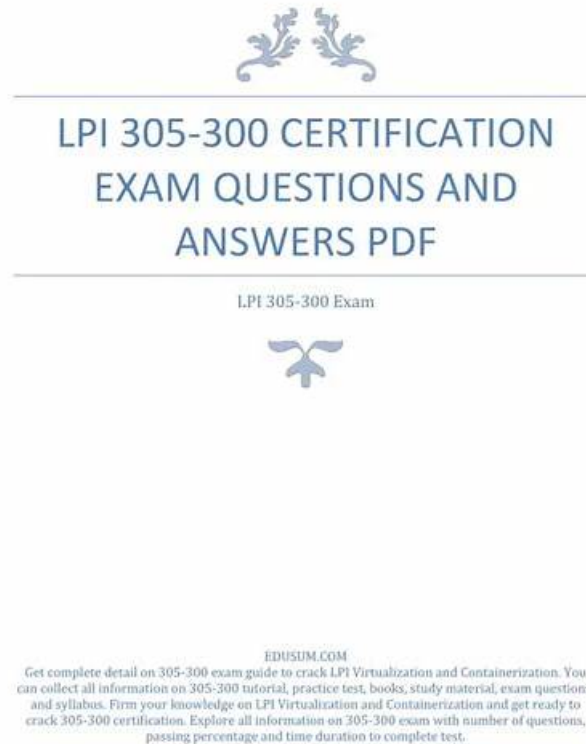 LPI 305-300 CERTIFICATION
EXAM QUESTIONS AND
ANSWERS PDF
LPI 305-300 Exam
EDUSUM.COM
Get complete detail on 305-300 exam guide to crack LPI Virtualization and Containerization. You
can collect all information on 305-300 tutorial, practice test, books, study material, exam question
and syllabus. Firm your knowledge on LPI Virtualization and Containerization and get ready to
crack 305-300 certification. Explore all information on 305-300 exam with number of questions,
passing percentage and time duration to complete test.